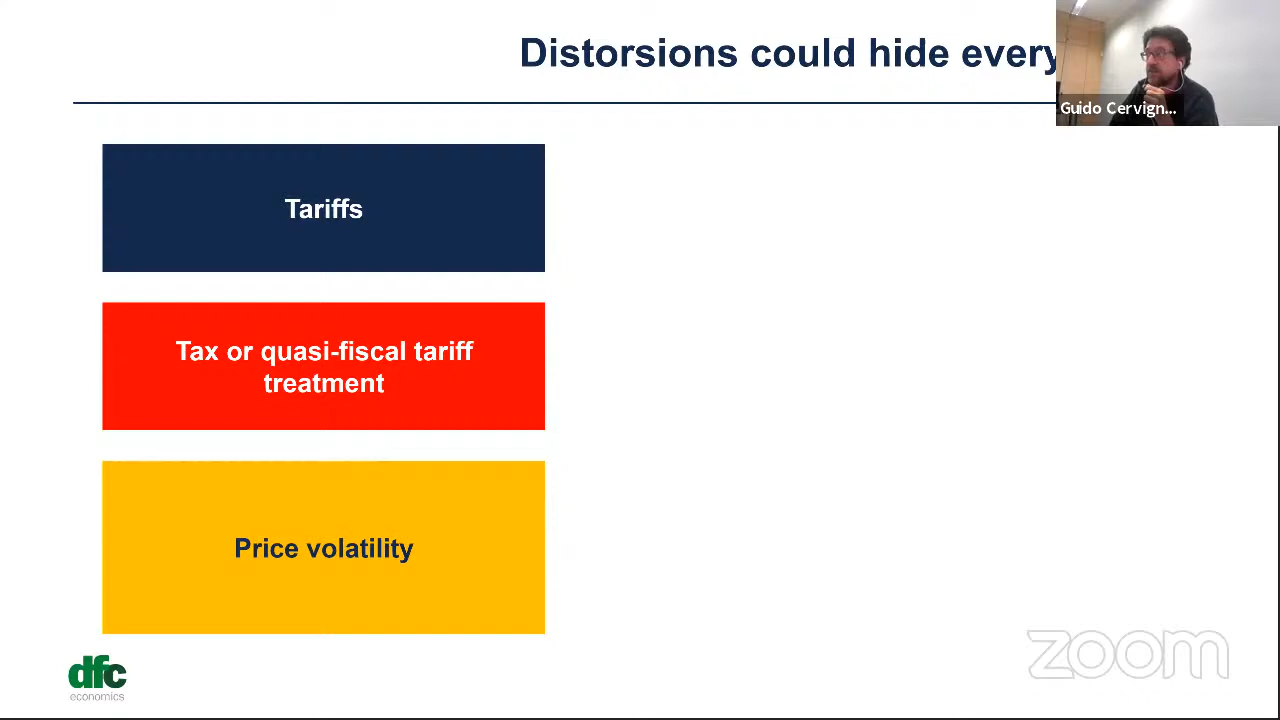 Distorsions could hide every
Guido Cervign...
Tariffs
Tax or quasi-fiscal tariff
treatment
Price volatility
dfc
economics
zoom